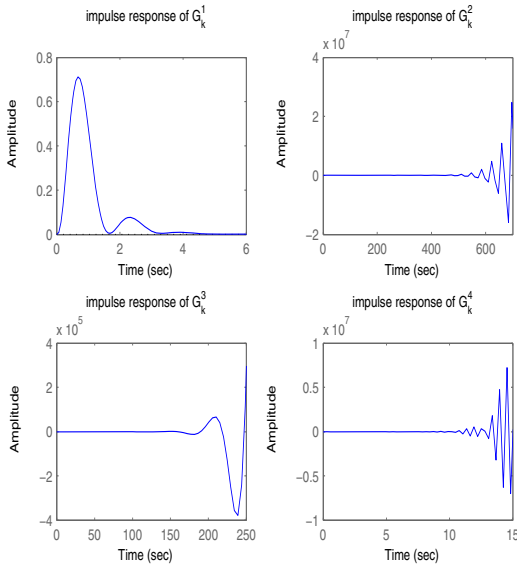 impulse response of G_k^1
Amplitude
0.8
0.6
0.4
0.2
0
0 2 4 6
Time (sec)
impulse response of G_k^2
x 10^7
Amplitude
4
2
0
−2
0 200 400 600
Time (sec)
impulse response of G_k^3
x 10^5
Amplitude
4
2
0
−2
−4
0 50 100 150 200 250
Time (sec)
impulse response of G_k^4
x 10^7
Amplitude
1
0.5
0
−0.5
−1
0 5 10 15
Time (sec)